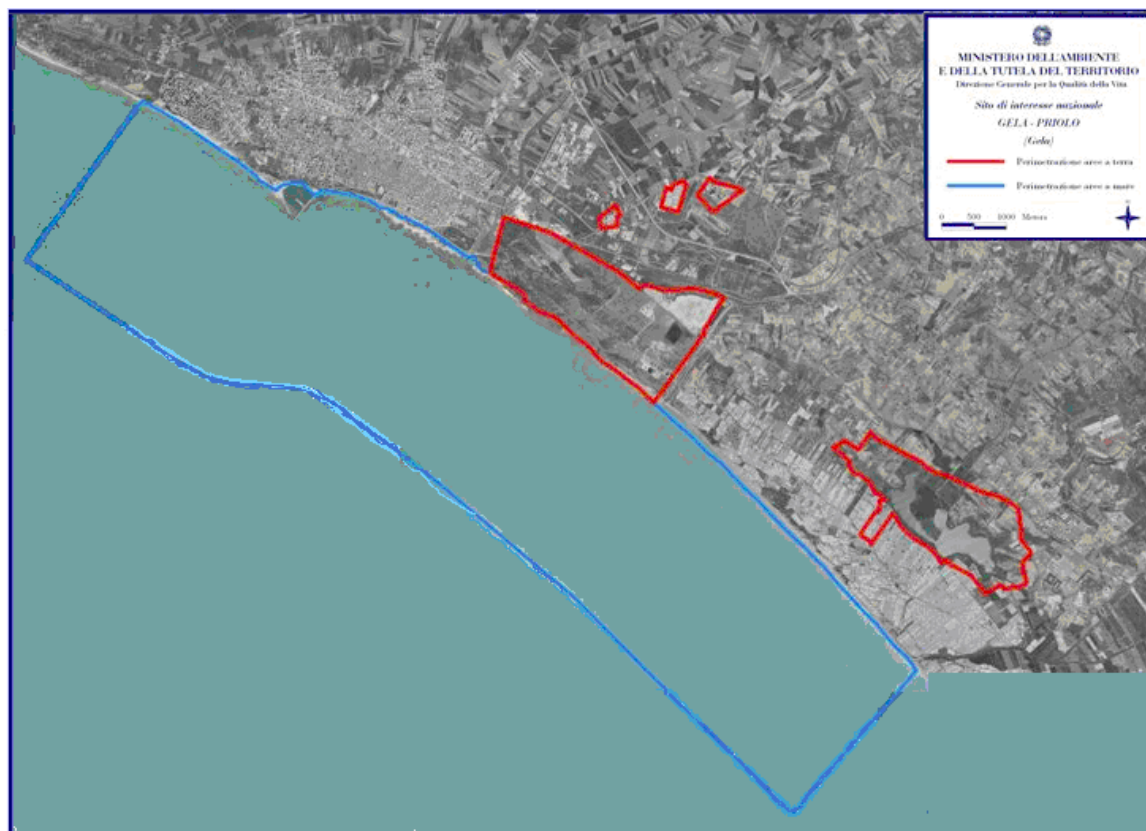 MINISTERO DELL'AMBIENTE
E DELLA TUTELA DEL TERRITORIO
Direzione Generale per la Qualità della Vita
Sito di interesse nazionale
GELA - PRIOLO
(Gela)
Perimetrazione aree a terra
Perimetrazione aree a mare
0 500 1000 Meters